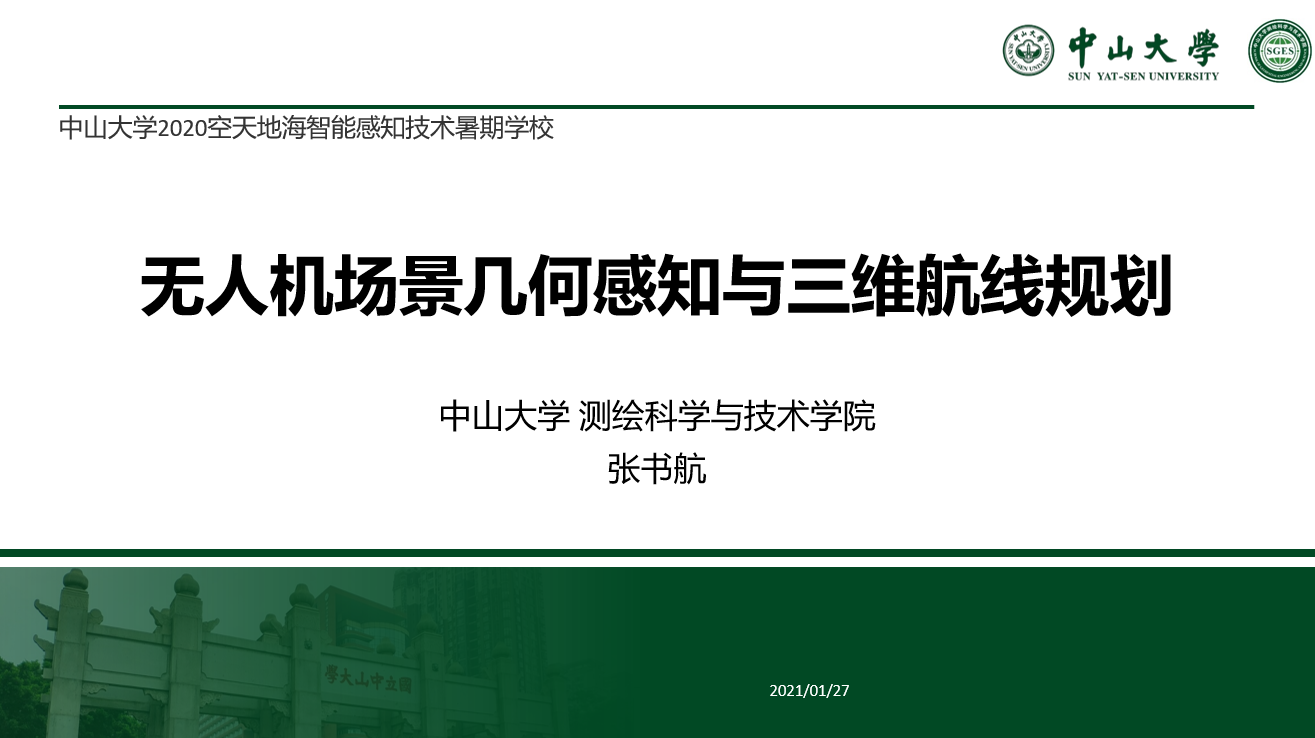 中山大學
SUN YAT-SEN UNIVERSITY
SGES
中山大学2020空天地海智能感知技术暑期学校
无人机场景几何感知与三维航线规划
中山大学 测绘科学与技术学院
张书航
學大山中立國
2021/01/27